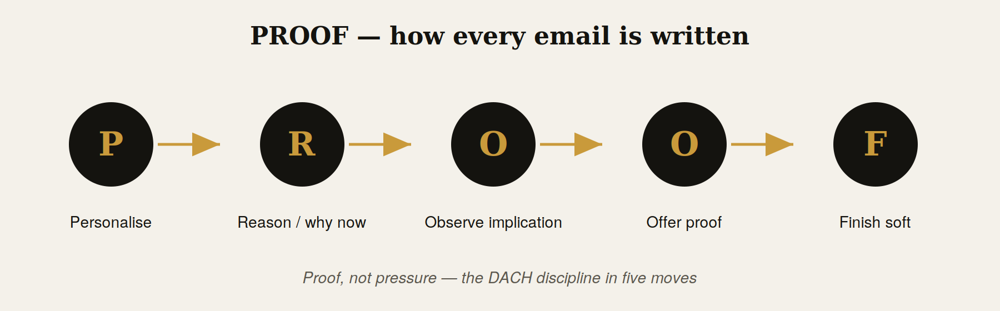 PROOF — how every email is written
P R O O F
Personalise Reason / why now Observe implication Offer proof Finish soft
Proof, not pressure — the DACH discipline in five moves